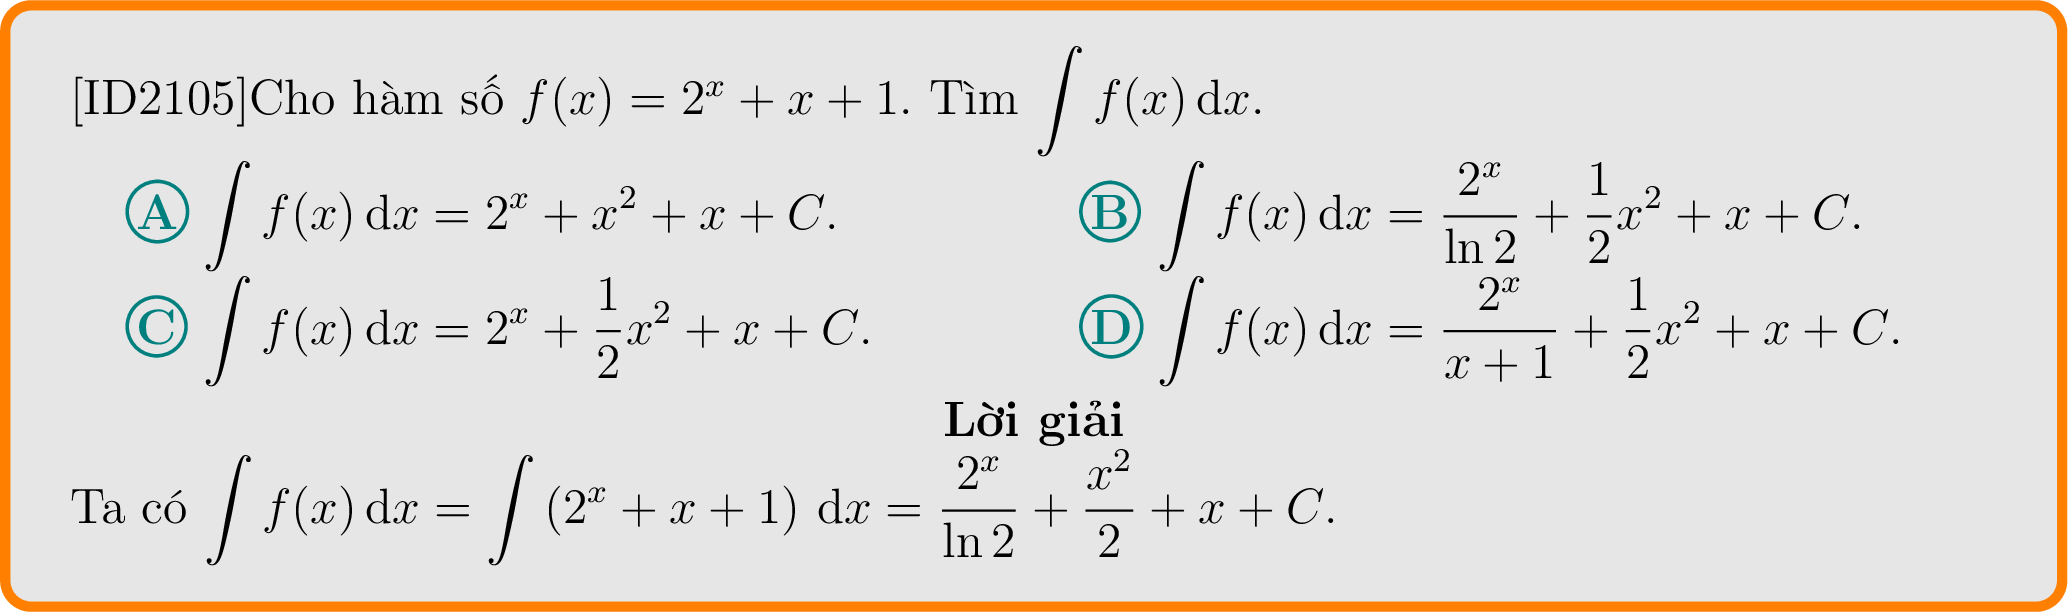 [ID2105]Cho hàm số $f(x) = 2^x + x + 1$. Tìm $\int f(x)\,\mathrm{d}x$.
Ⓐ $\int f(x)\,\mathrm{d}x = 2^x + x^2 + x + C$. Ⓑ $\int f(x)\,\mathrm{d}x = \frac{2^x}{\ln 2} + \frac{1}{2}x^2 + x + C$.
Ⓒ $\int f(x)\,\mathrm{d}x = 2^x + \frac{1}{2}x^2 + x + C$. Ⓓ $\int f(x)\,\mathrm{d}x = \frac{2^x}{x+1} + \frac{1}{2}x^2 + x + C$.
Lời giải
Ta có $\int f(x)\,\mathrm{d}x = \int (2^x + x + 1)\,\mathrm{d}x = \frac{2^x}{\ln 2} + \frac{x^2}{2} + x + C$.